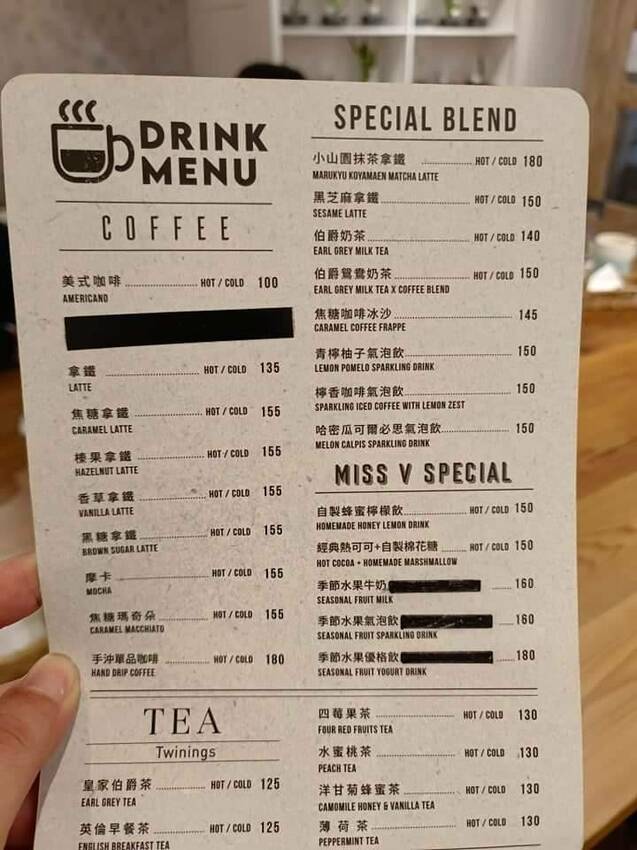 DRINK
MENU
COFFEE
美式咖啡 ........ HOT / COLD 100
AMERICANO
拿鐵 ........ HOT / COLD 135
LATTE
焦糖拿鐵 ........ HOT / COLD 155
CARAMEL LATTE
榛果拿鐵 ........ HOT / COLD 155
HAZELNUT LATTE
香草拿鐵 ........ HOT / COLD 155
VANILLA LATTE
黑糖拿鐵 ........ HOT / COLD 155
BROWN SUGAR LATTE
摩卡 ........ HOT / COLD 155
MOCHA
焦糖瑪奇朵 ........ HOT / COLD 155
CARAMEL MACCHIATO
手沖單品咖啡 ........ HOT / COLD 180
HAND DRIP COFFEE
SPECIAL BLEND
小山園抹茶拿鐵 ........ HOT / COLD 180
MARUKYU KOYAMAEN MATCHA LATTE
黑芝麻拿鐵 ........ HOT / COLD 150
SESAME LATTE
伯爵奶茶 ........ HOT / COLD 140
EARL GREY MILK TEA
伯爵鴛鴦奶茶 ........ HOT / COLD 150
EARL GREY MILK TEA X COFFEE BLEND
焦糖咖啡冰沙 ........ 145
CARAMEL COFFEE FRAPPE
青檸柚子氣泡飲 ........ 150
LEMON POMELO SPARKLING DRINK
檸香咖啡氣泡飲 ........ 150
SPARKLING ICED COFFEE WITH LEMON ZEST
哈密瓜可爾必思氣泡飲 ........ 150
MELON CALPIS SPARKLING DRINK
MISS V SPECIAL
自製蜂蜜檸檬飲 ........ HOT / COLD 150
HOMEMADE HONEY LEMON DRINK
經典熱可可+自製棉花糖 ........ HOT / COLD 150
HOT COCOA + HOMEMADE MARSHMALLOW
季節水果牛奶 ........ 160
SEASONAL FRUIT MILK
季節水果氣泡飲 ........ 160
SEASONAL FRUIT SPARKLING DRINK
季節水果優格飲 ........ 180
SEASONAL FRUIT YOGURT DRINK
TEA
Twinings
皇家伯爵茶 ........ HOT / COLD 125
EARL GREY TEA
英倫早餐茶 ........ HOT / COLD 125
ENGLISH BREAKFAST TEA
四莓果茶 ........ HOT / COLD 130
FOUR RED FRUITS TEA
水蜜桃茶 ........ HOT / COLD 130
PEACH TEA
洋甘菊蜂蜜茶 ........ HOT / COLD 130
CAMOMILE HONEY & VANILLA TEA
薄荷茶 ........ HOT / COLD 130
PEPPERMINT TEA